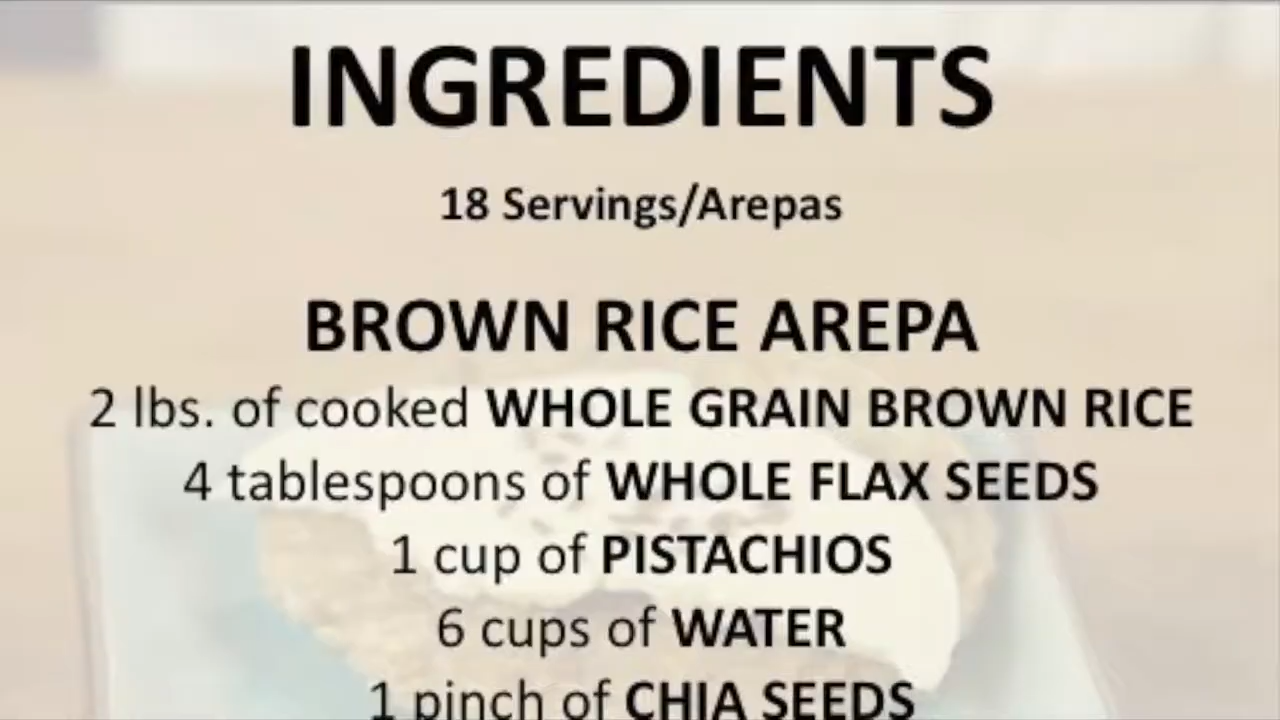 INGREDIENTS
18 Servings/Arepas
BROWN RICE AREPA
2 lbs. of cooked WHOLE GRAIN BROWN RICE
4 tablespoons of WHOLE FLAX SEEDS
1 cup of PISTACHIOS
6 cups of WATER
1 pinch of CHIA SEEDS